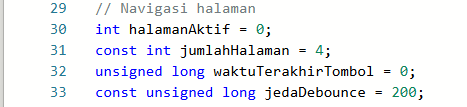 29 // Navigasi halaman
30 int halamanAktif = 0;
31 const int jumlahHalaman = 4;
32 unsigned long waktuTerakhirTombol = 0;
33 const unsigned long jedaDebounce = 200;